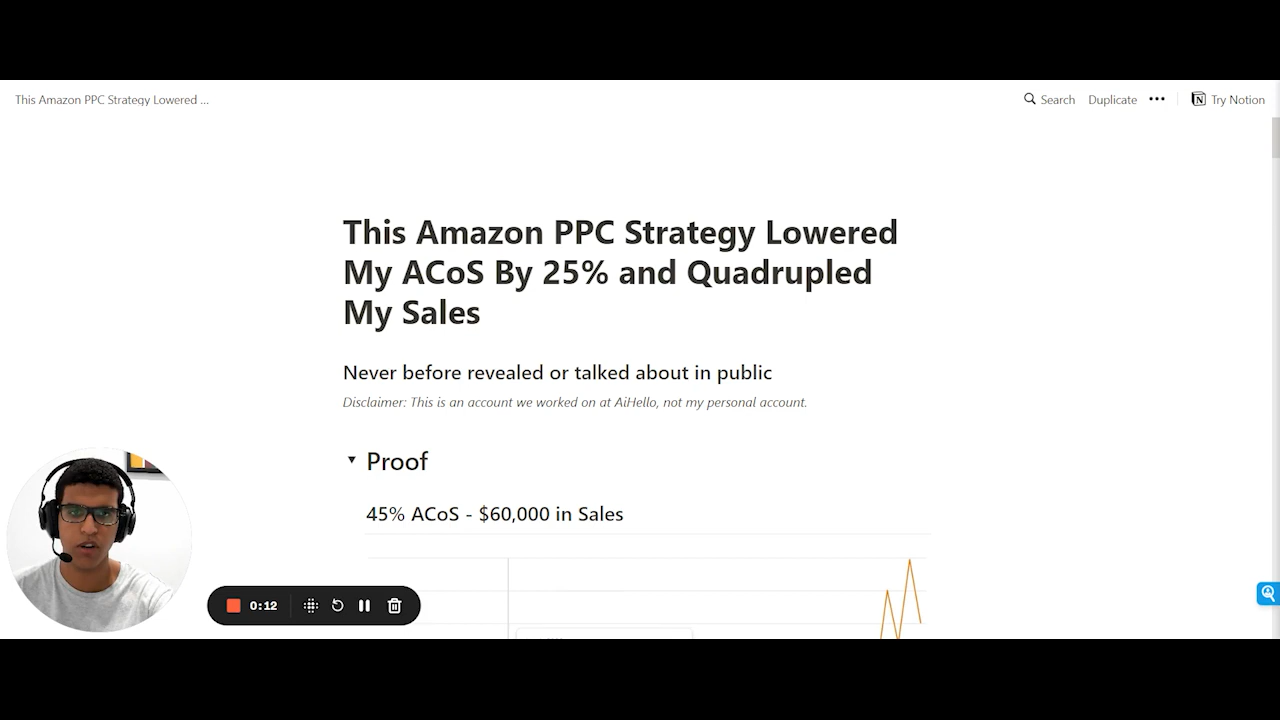 This Amazon PPC Strategy Lowered ...
Search
Duplicate
Try Notion
This Amazon PPC Strategy Lowered
My ACoS By 25% and Quadrupled
My Sales
Never before revealed or talked about in public
Disclaimer: This is an account we worked on at AiHello, not my personal account.
Proof
45% ACoS - $60,000 in Sales
0:12